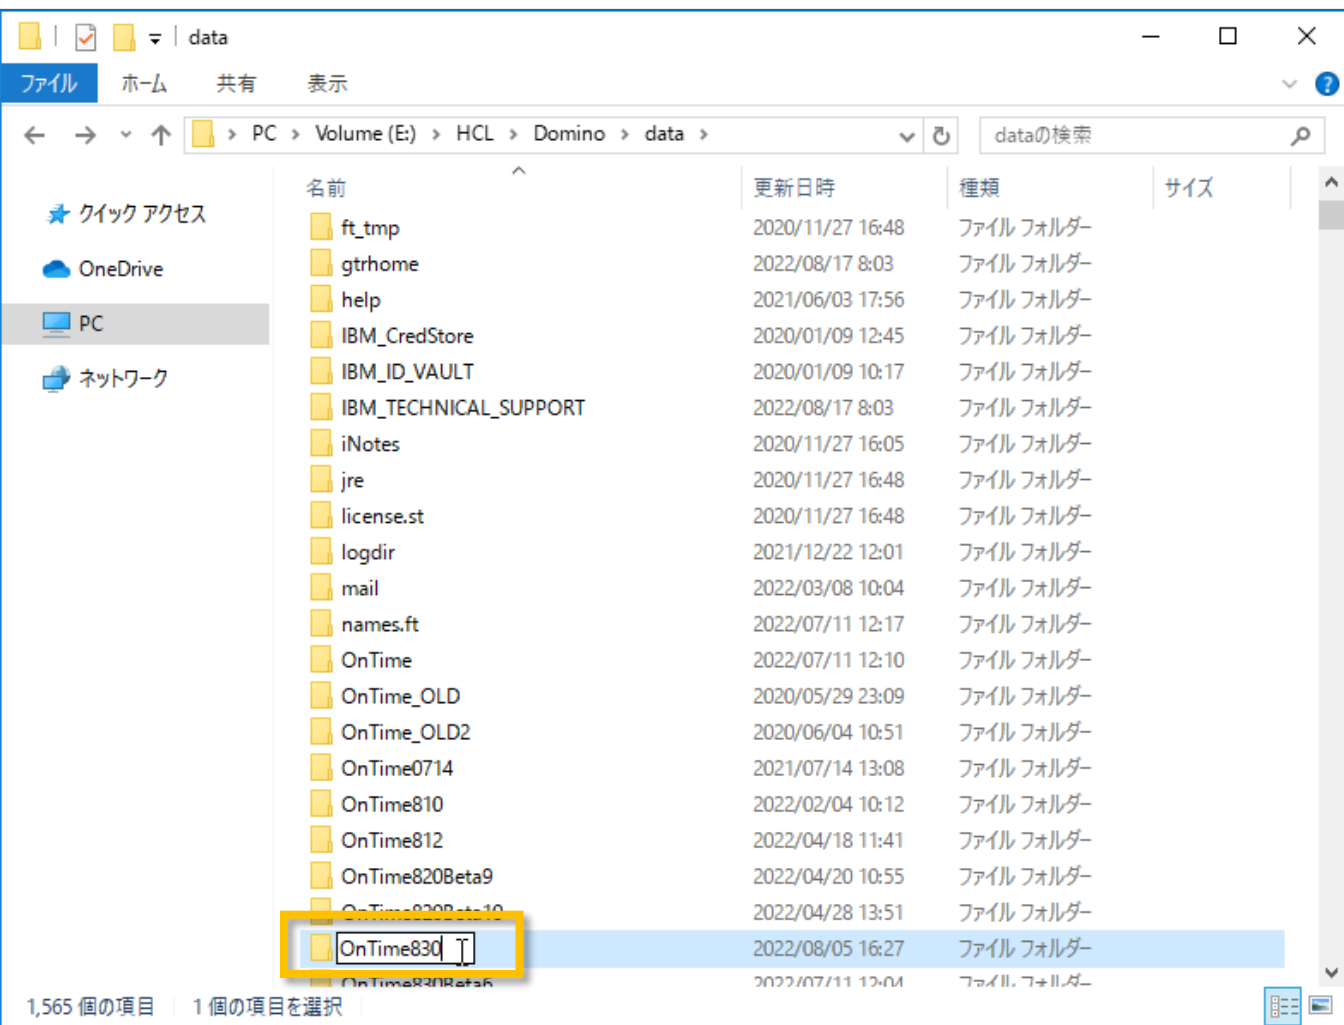 data
ファイル ホーム 共有 表示
PC > Volume (E:) > HCL > Domino > data > dataの検索
名前 更新日時 種類 サイズ
クイック アクセス
OneDrive
PC
ネットワーク
ft_tmp 2020/11/27 16:48 ファイル フォルダー
gtrhome 2022/08/17 8:03 ファイル フォルダー
help 2021/06/03 17:56 ファイル フォルダー
IBM_CredStore 2020/01/09 12:45 ファイル フォルダー
IBM_ID_VAULT 2020/01/09 10:17 ファイル フォルダー
IBM_TECHNICAL_SUPPORT 2022/08/17 8:03 ファイル フォルダー
iNotes 2020/11/27 16:05 ファイル フォルダー
jre 2020/11/27 16:48 ファイル フォルダー
license.st 2020/11/27 16:48 ファイル フォルダー
logdir 2021/12/22 12:01 ファイル フォルダー
mail 2022/03/08 10:04 ファイル フォルダー
names.ft 2022/07/11 12:17 ファイル フォルダー
OnTime 2022/07/11 12:10 ファイル フォルダー
OnTime_OLD 2020/05/29 23:09 ファイル フォルダー
OnTime_OLD2 2020/06/04 10:51 ファイル フォルダー
OnTime0714 2021/07/14 13:08 ファイル フォルダー
OnTime810 2022/02/04 10:12 ファイル フォルダー
OnTime812 2022/04/18 11:41 ファイル フォルダー
OnTime820Beta9 2022/04/20 10:55 ファイル フォルダー
OnTime820Beta10 2022/04/28 13:51 ファイル フォルダー
OnTime830 2022/08/05 16:27 ファイル フォルダー
OnTime830Beta6 2022/07/11 12:04 ファイル フォルダー
1,565 個の項目 1 個の項目を選択